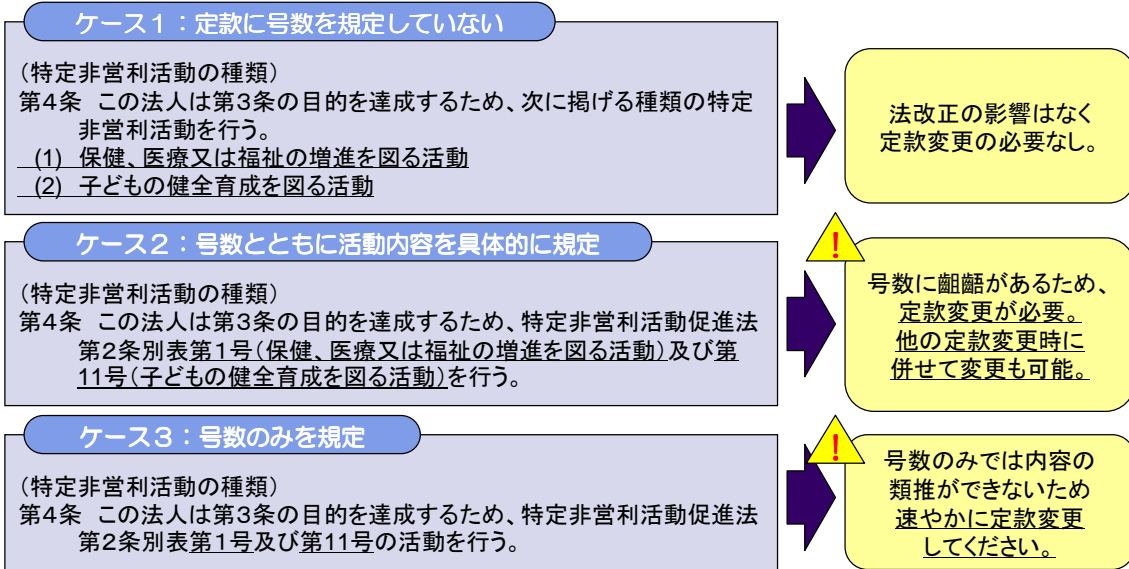 ケース１：定款に号数を規定していない
（特定非営利活動の種類）
第４条　この法人は第３条の目的を達成するため、次に掲げる種類の特定
非営利活動を行う。
(1)　保健、医療又は福祉の増進を図る活動
(2)　子どもの健全育成を図る活動
法改正の影響はなく
定款変更の必要なし。
ケース２：号数とともに活動内容を具体的に規定
（特定非営利活動の種類）
第４条　この法人は第３条の目的を達成するため、特定非営利活動促進法
第２条別表第１号（保健、医療又は福祉の増進を図る活動）及び第
11号（子どもの健全育成を図る活動）を行う。
!
号数に齟齬があるため、
定款変更が必要。
他の定款変更時に
併せて変更も可能。
ケース３：号数のみを規定
（特定非営利活動の種類）
第４条　この法人は第３条の目的を達成するため、特定非営利活動促進法
第２条別表第１号及び第11号の活動を行う。
!
号数のみでは内容の
類推ができないため
速やかに定款変更
してください。